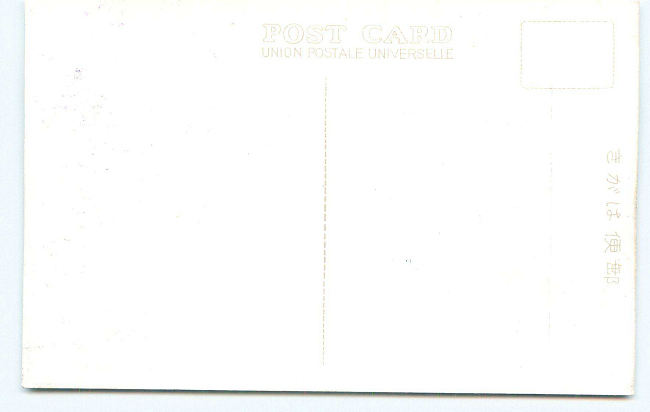 POST CARD
UNION POSTALE UNIVERSELLE
郵便はがき